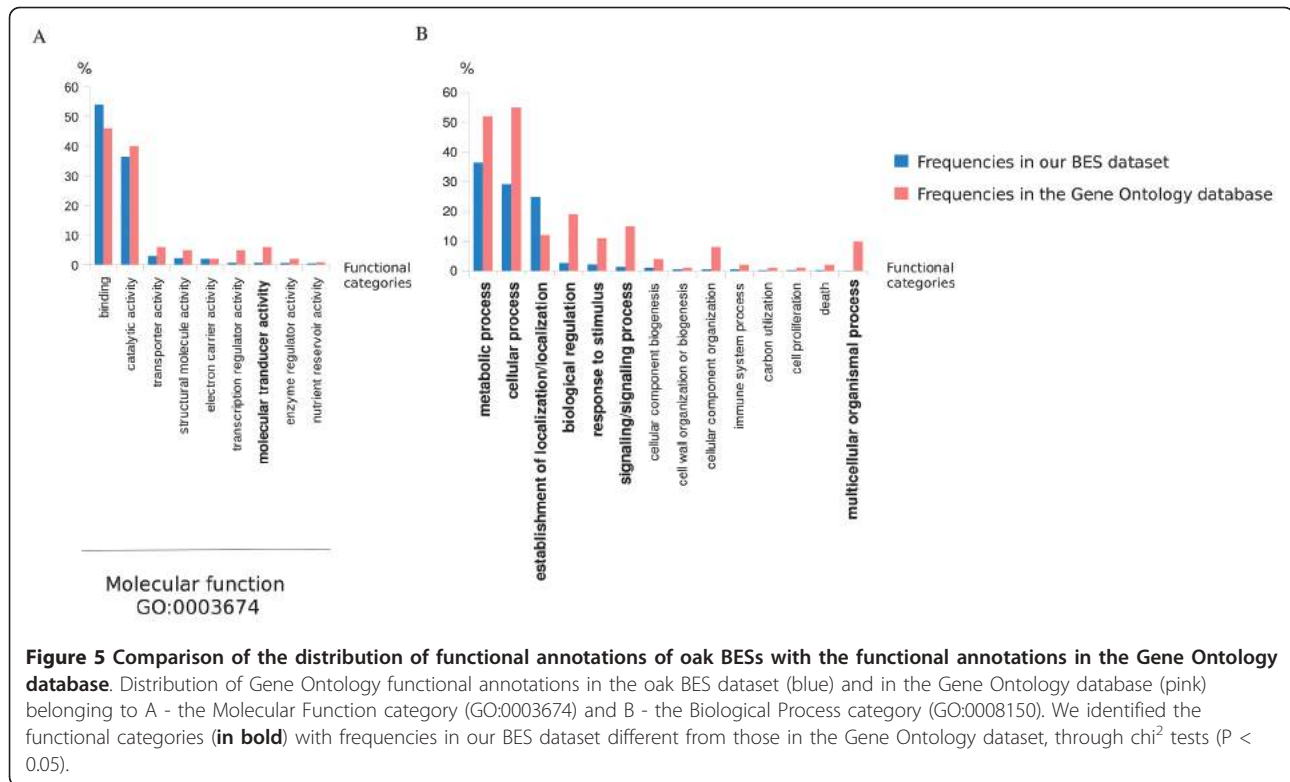 A
B
%
60
50
40
30
20
10
0
binding
catalytic activity
transporter activity
structural molecule activity
electron carrier activity
transcription regulator activity
molecular tranducer activity
enzyme regulator activity
nutrient reservoir activity
Functional
categories
Molecular function
GO:0003674
%
60
50
40
30
20
10
0
metabolic process
cellular process
establishment of localization/localization
biological regulation
response to stimulus
signaling/signaling process
cellular component biogenesis
cell wall organization or biogenesis
cellular component organization
immune system process
carbon utilization
cell proliferation
death
multicellular organismal process
Functional
categories
Frequencies in our BES dataset
Frequencies in the Gene Ontology database
Figure 5 Comparison of the distribution of functional annotations of oak BESs with the functional annotations in the Gene Ontology
database. Distribution of Gene Ontology functional annotations in the oak BES dataset (blue) and in the Gene Ontology database (pink)
belonging to A - the Molecular Function category (GO:0003674) and B - the Biological Process category (GO:0008150). We identified the
functional categories (in bold) with frequencies in our BES dataset different from those in the Gene Ontology dataset, through chi² tests (P <
0.05).